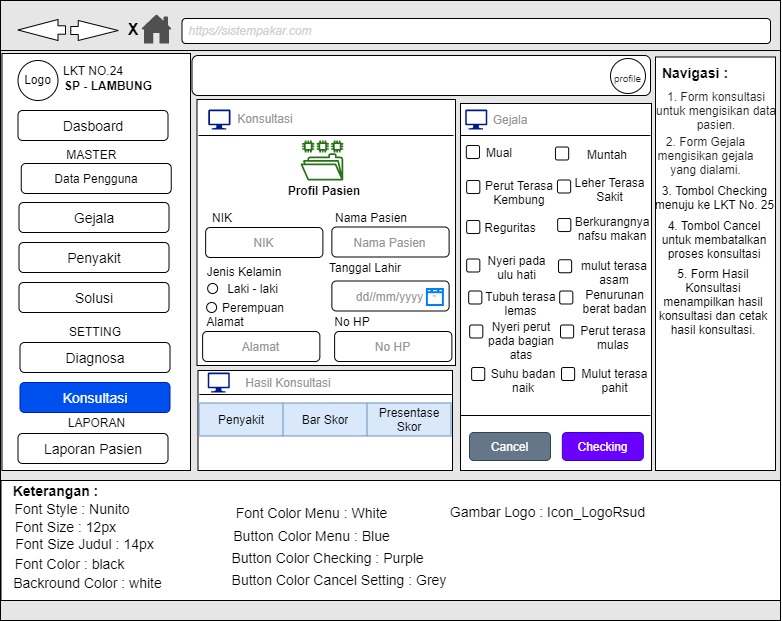 X
https//sistempakar.com
Logo
LKT NO.24
SP - LAMBUNG
Dasboard
MASTER
Data Pengguna
Gejala
Penyakit
Solusi
SETTING
Diagnosa
Konsultasi
LAPORAN
Laporan Pasien
profile
Konsultasi
Profil Pasien
NIK
Nama Pasien
NIK
Nama Pasien
Jenis Kelamin
Tanggal Lahir
Laki - laki
dd//mm/yyyy
Perempuan
Alamat
No HP
Alamat
No HP
Hasil Konsultasi
Penyakit
Bar Skor
Presentase
Skor
Gejala
Mual
Muntah
Perut Terasa
Kembung
Leher Terasa
Sakit
Reguritas
Berkurangnya
nafsu makan
Nyeri pada
ulu hati
mulut terasa
asam
Tubuh terasa
lemas
Penurunan
berat badan
Nyeri perut
pada bagian
atas
Perut terasa
mulas
Suhu badan
naik
Mulut terasa
pahit
Cancel
Checking
Navigasi :
1. Form konsultasi
untuk mengisikan data
pasien.
2. Form Gejala
mengisikan gejala
yang dialami.
3. Tombol Checking
menuju ke LKT No. 25
4. Tombol Cancel
untuk membatalkan
proses konsultasi
5. Form Hasil
Konsultasi
menampilkan hasil
konsultasi dan cetak
hasil konsultasi.
Keterangan :
Font Style : Nunito
Font Size : 12px
Font Size Judul : 14px
Font Color : black
Backround Color : white
Font Color Menu : White
Button Color Menu : Blue
Button Color Checking : Purple
Button Color Cancel Setting : Grey
Gambar Logo : Icon_LogoRsud